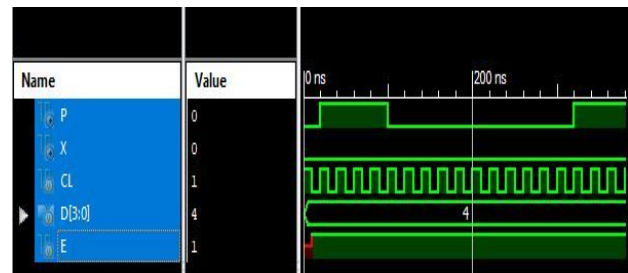 Name Value 0 ns 200 ns
P 0
X 0
CL 1
D[3:0] 4 4
E 1